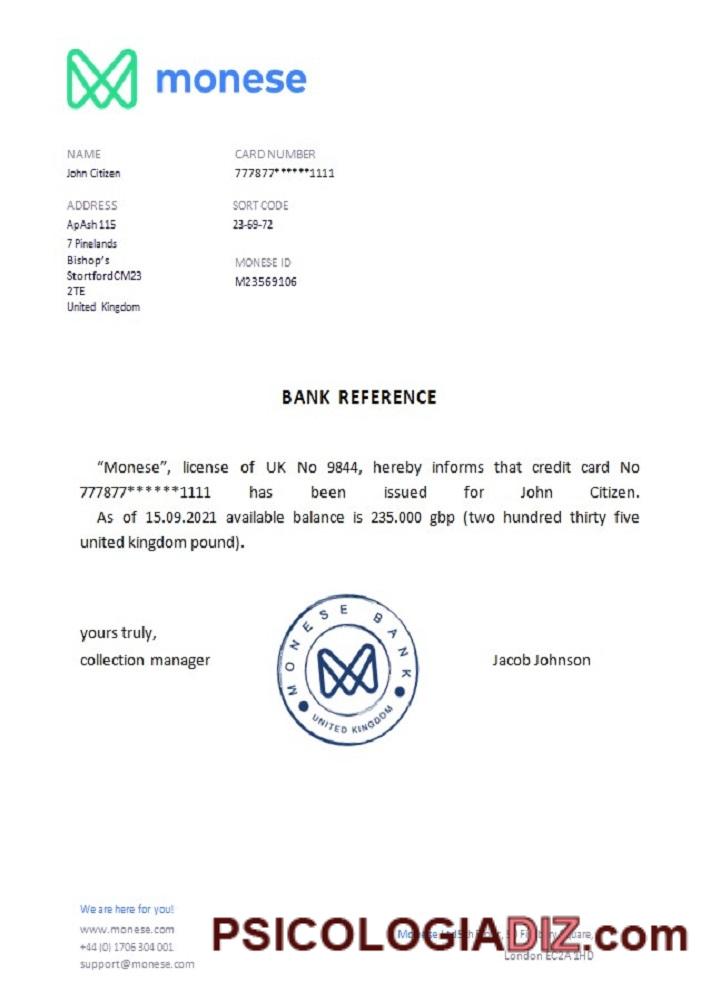 monese
NAME
John Citizen
ADDRESS
ApAsh 115
7 Pinelands
Bishop's
Stortford CM23
2TE
United Kingdom
CARD NUMBER
777877******1111
SORT CODE
23-69-72
MONESE ID
M23569106
BANK REFERENCE
“Monese”, license of UK No 9844, hereby informs that credit card No
777877******1111 has been issued for John Citizen.
As of 15.09.2021 available balance is 235.000 gbp (two hundred thirty five
united kingdom pound).
yours truly,
collection manager
MONESE BANK
UNITED KINGDOM
Jacob Johnson
We are here for you!
www.monese.com
+44 (0) 1706 304 001
support@monese.com
PSICOLOGIADIZ.com
London EC2A 1HD